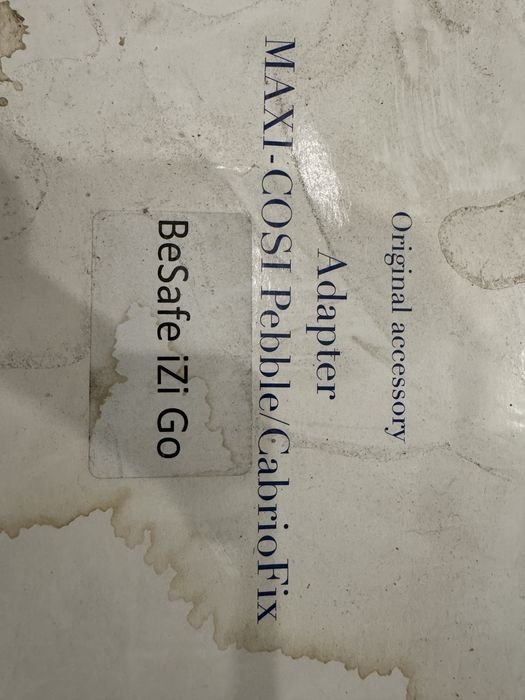 Original accessory
Adapter
MAXI-COSI Pebble/CabrioFix
BeSafe iZi Go